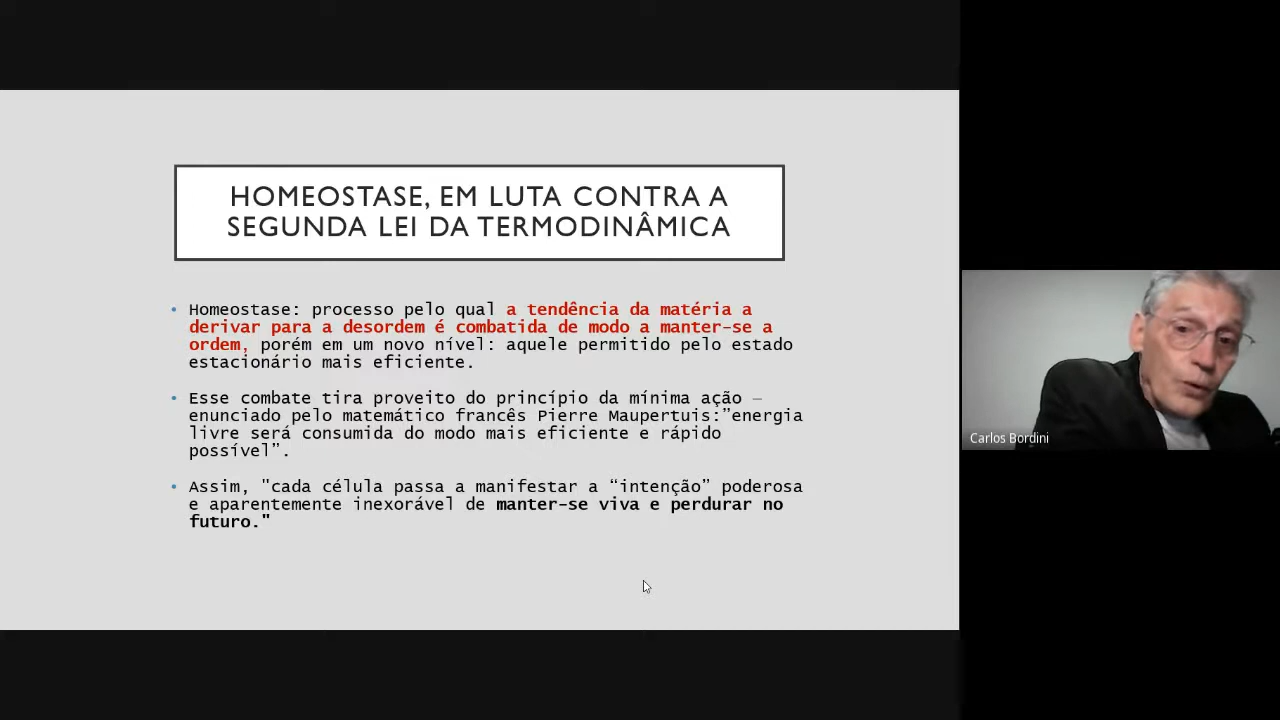 HOMEOSTASE, EM LUTA CONTRA A
SEGUNDA LEI DA TERMODINÂMICA
• Homeostase: processo pelo qual a tendência da matéria a
derivar para a desordem é combatida de modo a manter-se a
ordem, porém em um novo nível: aquele permitido pelo estado
estacionário mais eficiente.
• Esse combate tira proveito do princípio da mínima ação –
enunciado pelo matemático francês Pierre Maupertuis:”energia
livre será consumida do modo mais eficiente e rápido
possível”.
• Assim, "cada célula passa a manifestar a “intenção” poderosa
e aparentemente inexorável de manter-se viva e perdurar no
futuro."
Carlos Bordini